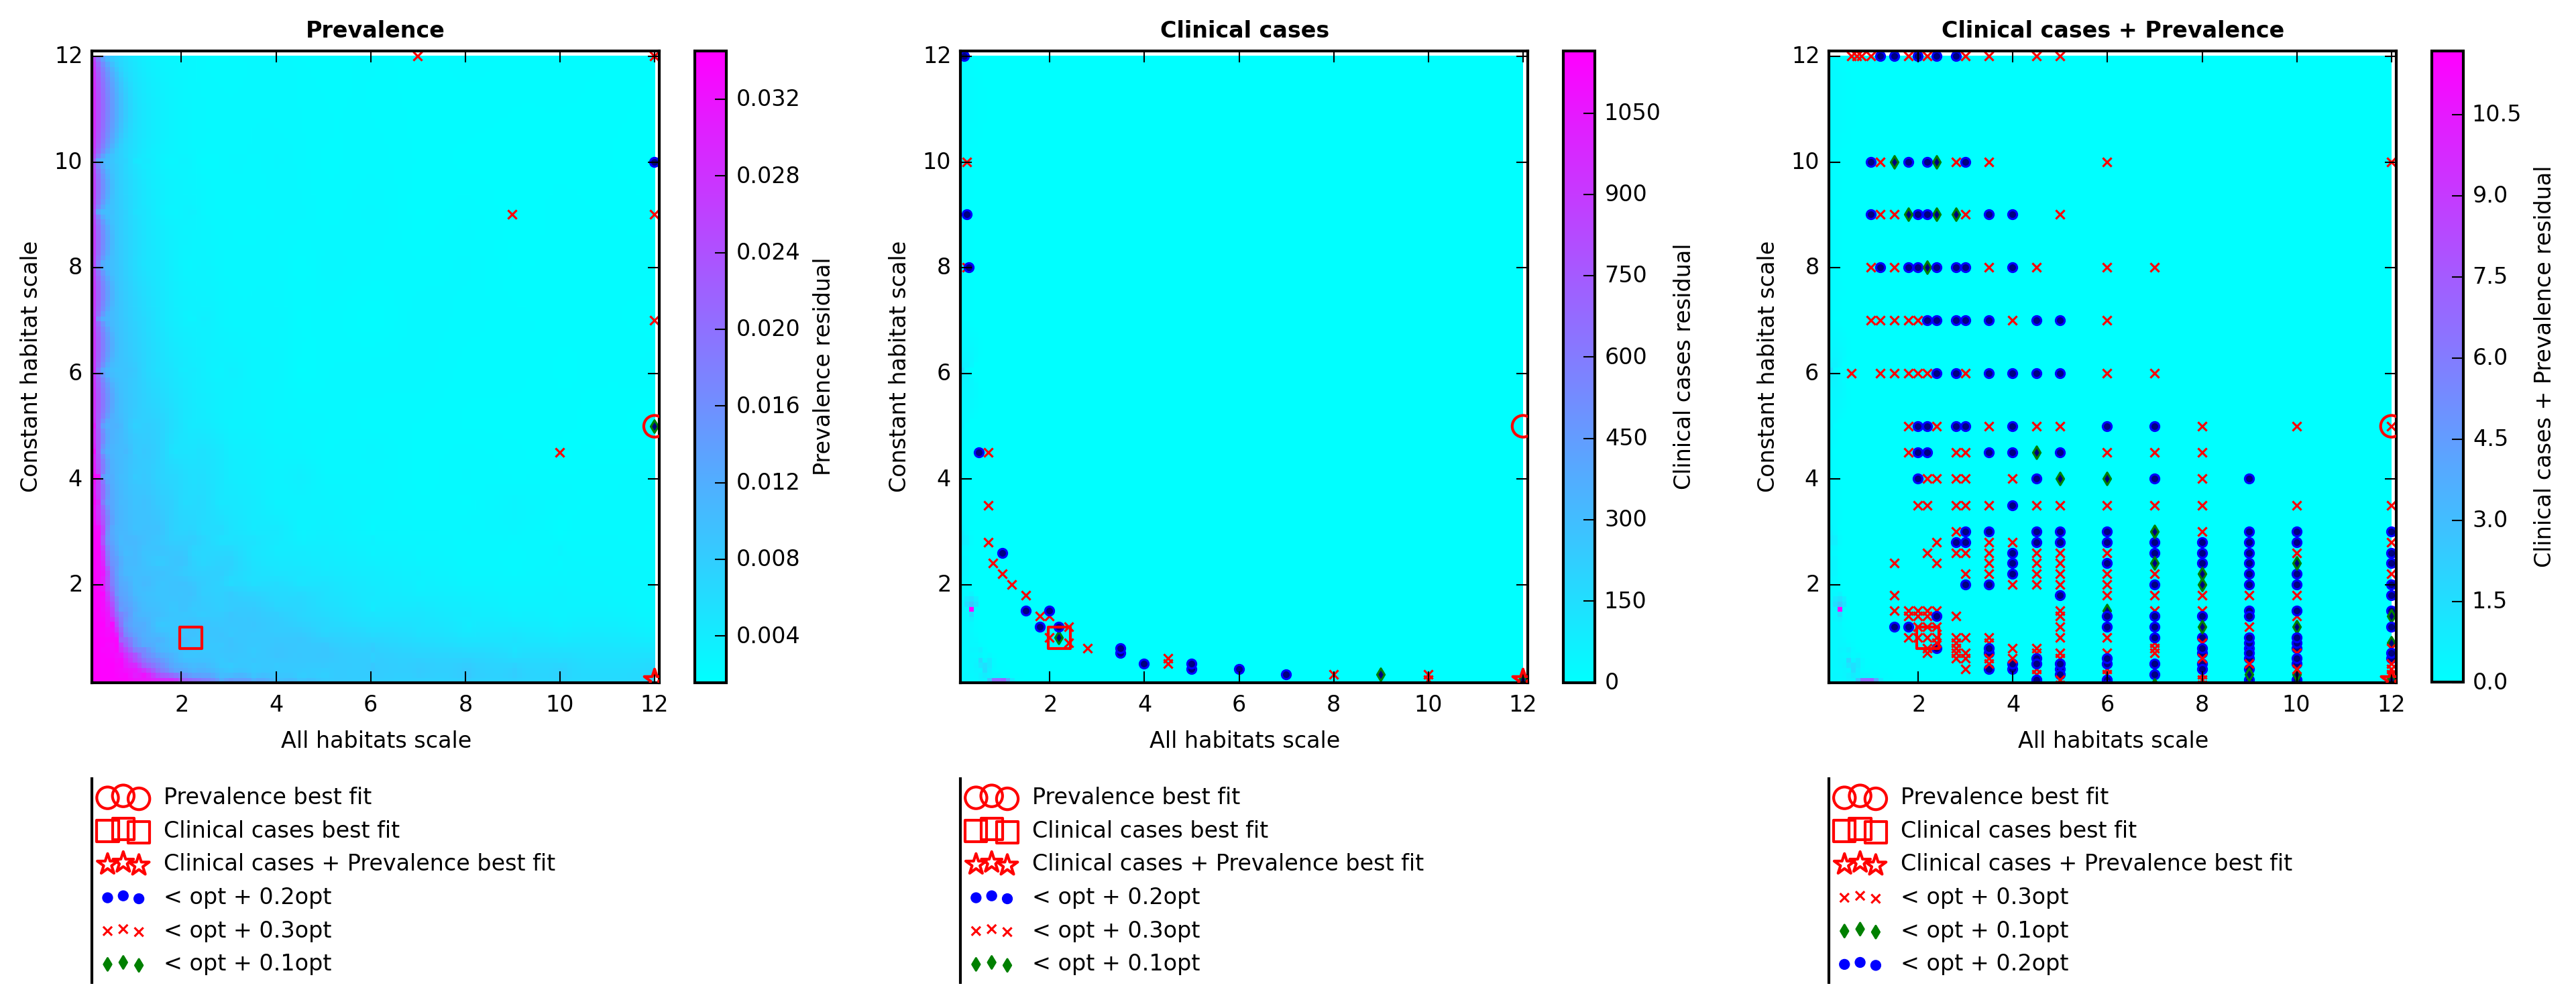 Prevalence
12
10
8
6
4
2
Constant habitat scale
2 4 6 8 10 12
All habitats scale
0.032
0.028
0.024
0.020
0.016
0.012
0.008
0.004
Prevalence residual
Prevalence best fit
Clinical cases best fit
Clinical cases + Prevalence best fit
< opt + 0.2opt
< opt + 0.3opt
< opt + 0.1opt
Clinical cases
12
10
8
6
4
2
Constant habitat scale
2 4 6 8 10 12
All habitats scale
1050
900
750
600
450
300
150
0
Clinical cases residual
Prevalence best fit
Clinical cases best fit
Clinical cases + Prevalence best fit
< opt + 0.2opt
< opt + 0.3opt
< opt + 0.1opt
Clinical cases + Prevalence
12
10
8
6
4
2
Constant habitat scale
2 4 6 8 10 12
All habitats scale
10.5
9.0
7.5
6.0
4.5
3.0
1.5
0.0
Clinical cases + Prevalence residual
Prevalence best fit
Clinical cases best fit
Clinical cases + Prevalence best fit
< opt + 0.3opt
< opt + 0.1opt
< opt + 0.2opt